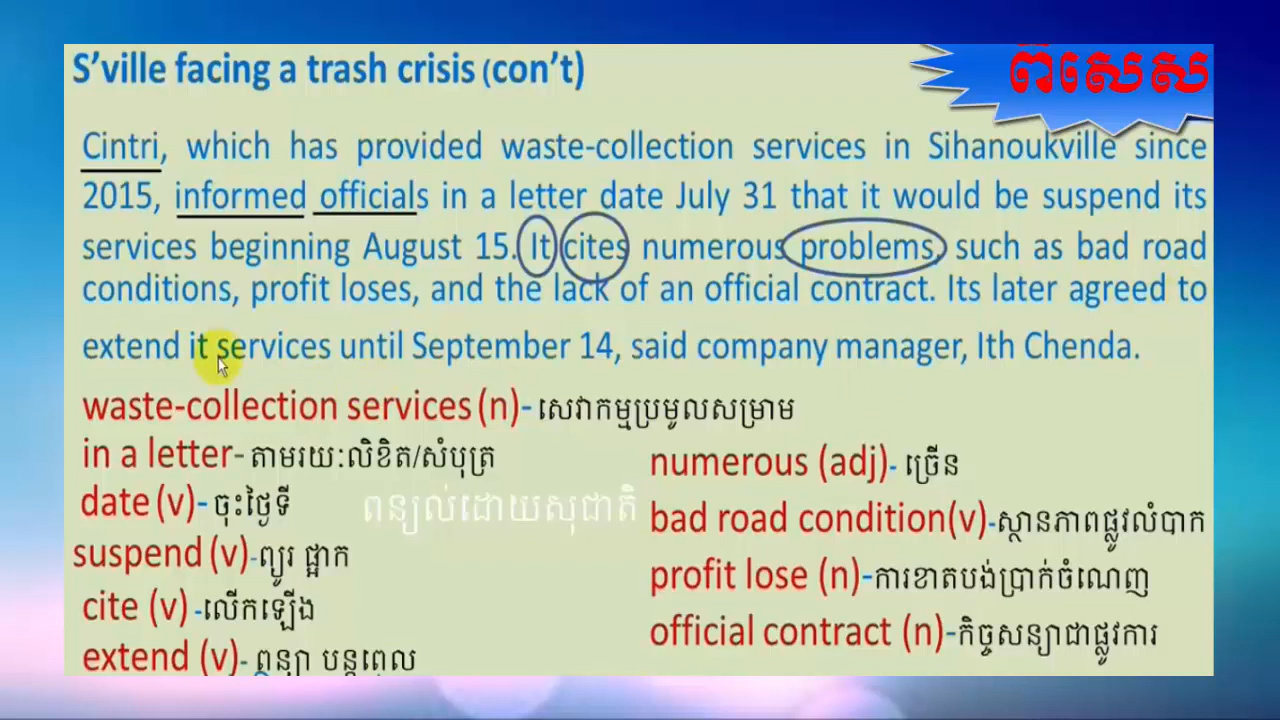 S'ville facing a trash crisis (con't)
ពិសេស
Cintri, which has provided waste-collection services in Sihanoukville since
2015, informed officials in a letter date July 31 that it would be suspend its
services beginning August 15. It cites numerous problems, such as bad road
conditions, profit loses, and the lack of an official contract. Its later agreed to
extend it services until September 14, said company manager, Ith Chenda.
waste-collection services (n)- សេវាកម្មប្រមូលសម្រាម
in a letter- តាមរយ:លិខិត/សំបុត្រ
date (v)- ចុះថ្ងៃទី
ពន្យល់ដោយសុជាតិ
suspend (v)-ព្យួរ ផ្អាក
cite (v) -លើកឡើង
extend (v)- ពន្យា បន្តពេល
numerous (adj)- ច្រើន
bad road condition(v)-ស្ថានភាពផ្លូវលំបាក
profit lose (n)-ការខាតបង់ប្រាក់ចំណេញ
official contract (n)-កិច្ចសន្យាជាផ្លូវការ